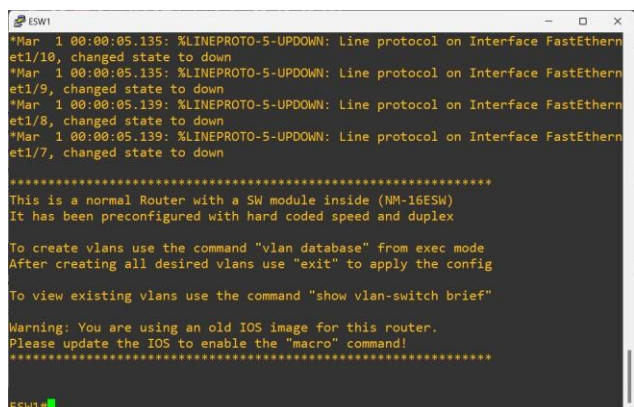 ESW1
*Mar  1 00:00:05.135: %LINEPROTO-5-UPDOWN: Line protocol on Interface FastEthern
et1/10, changed state to down
*Mar  1 00:00:05.135: %LINEPROTO-5-UPDOWN: Line protocol on Interface FastEthern
et1/9, changed state to down
*Mar  1 00:00:05.139: %LINEPROTO-5-UPDOWN: Line protocol on Interface FastEthern
et1/8, changed state to down
*Mar  1 00:00:05.139: %LINEPROTO-5-UPDOWN: Line protocol on Interface FastEthern
et1/7, changed state to down
***************************************************************
This is a normal Router with a SW module inside (NM-16ESW)
It has been preconfigured with hard coded speed and duplex
To create vlans use the command "vlan database" from exec mode
After creating all desired vlans use "exit" to apply the config
To view existing vlans use the command "show vlan-switch brief"
Warning: You are using an old IOS image for this router.
Please update the IOS to enable the "macro" command!
***************************************************************
ESW1#